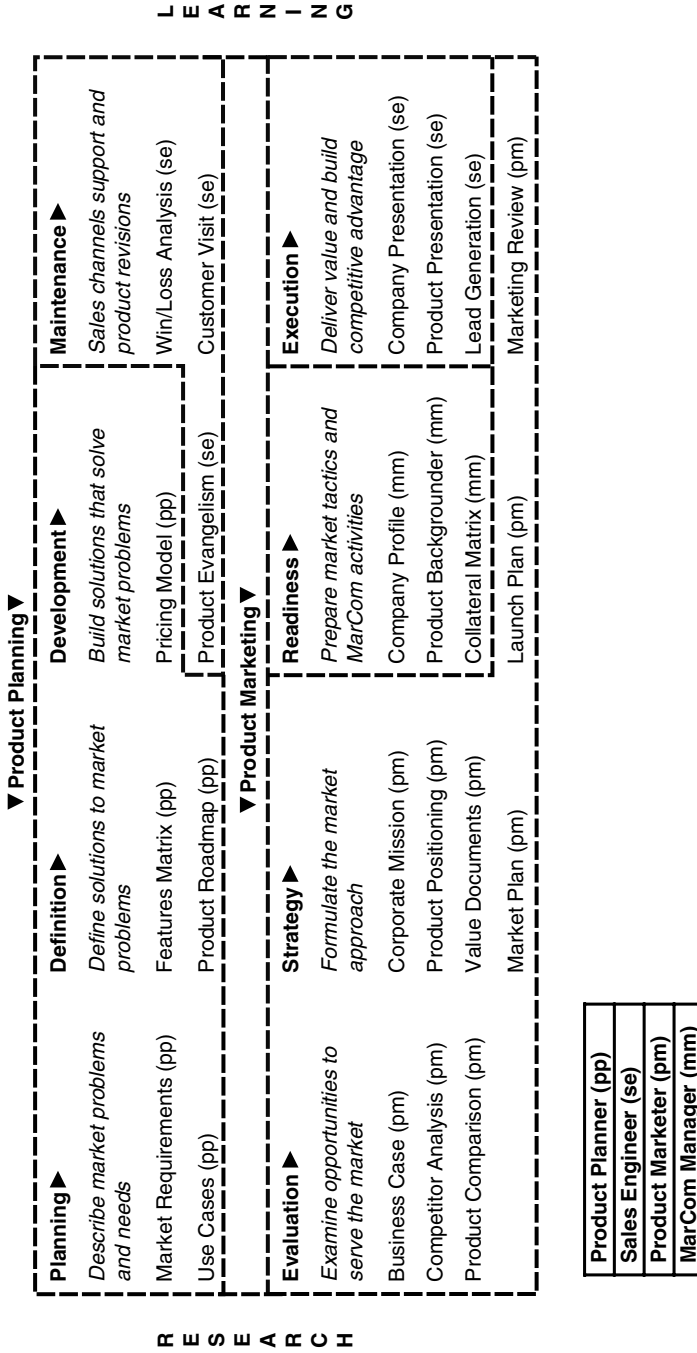 ▼Product Planning▼
Planning►
Describe market problems
and needs
Market Requirements (pp)
Use Cases (pp)
Definition►
Define solutions to market
problems
Features Matrix (pp)
Product Roadmap (pp)
Development►
Build solutions that solve
market problems
Pricing Model (pp)
Product Evangelism (se)
Maintenance►
Sales channels support and
product revisions
Win/Loss Analysis (se)
Customer Visit (se)
▼Product Marketing▼
Evaluation►
Examine opportunities to
serve the market
Business Case (pm)
Competitor Analysis (pm)
Product Comparison (pm)
Strategy►
Formulate the market
approach
Corporate Mission (pm)
Product Positioning (pm)
Value Documents (pm)
Market Plan (pm)
Readiness►
Prepare market tactics and
MarCom activities
Company Profile (mm)
Product Backgrounder (mm)
Collateral Matrix (mm)
Launch Plan (pm)
Execution►
Deliver value and build
competitive advantage
Company Presentation (se)
Product Presentation (se)
Lead Generation (se)
Marketing Review (pm)
RESEARCH
LEARNING
Product Planner (pp)
Sales Engineer (se)
Product Marketer (pm)
MarCom Manager (mm)